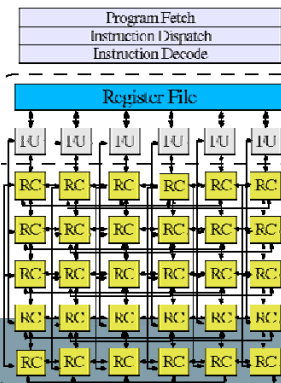 Program Fetch
Instruction Dispatch
Instruction Decode
Register File
FU FU FU FU FU FU
RC RC RC RC RC RC
RC RC RC RC RC RC
RC RC RC RC RC RC
RC RC RC RC RC RC
RC RC RC RC RC RC